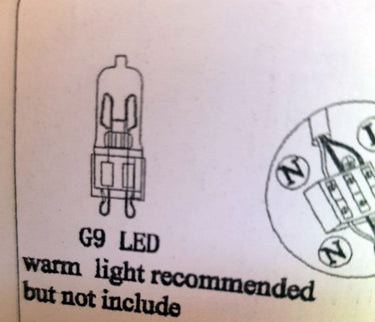 G9 LED
warm light recommended
but not include
N
N